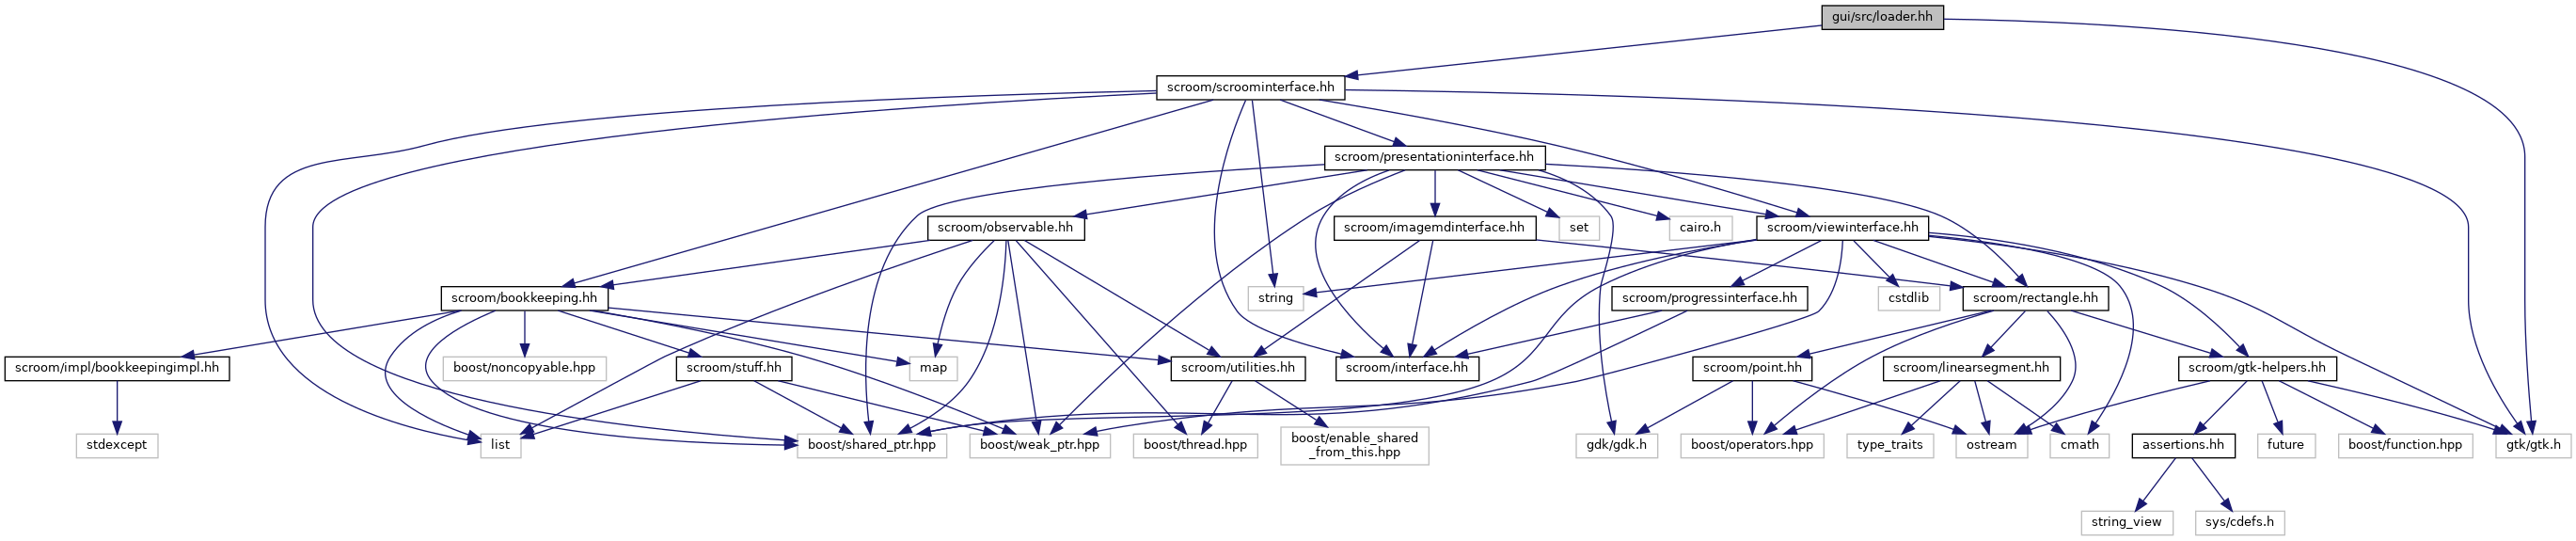 gui/src/loader.hh
scroom/scroominterface.hh
scroom/presentationinterface.hh
scroom/observable.hh
scroom/imagemdinterface.hh
set
cairo.h
scroom/viewinterface.hh
scroom/bookkeeping.hh
string
scroom/progressinterface.hh
cstdlib
scroom/rectangle.hh
scroom/impl/bookkeepingimpl.hh
boost/noncopyable.hpp
scroom/stuff.hh
map
scroom/utilities.hh
scroom/interface.hh
scroom/point.hh
scroom/linearsegment.hh
scroom/gtk-helpers.hh
stdexcept
list
boost/shared_ptr.hpp
boost/weak_ptr.hpp
boost/thread.hpp
boost/enable_shared
_from_this.hpp
gdk/gdk.h
boost/operators.hpp
type_traits
ostream
cmath
assertions.hh
future
boost/function.hpp
gtk/gtk.h
string_view
sys/cdefs.h